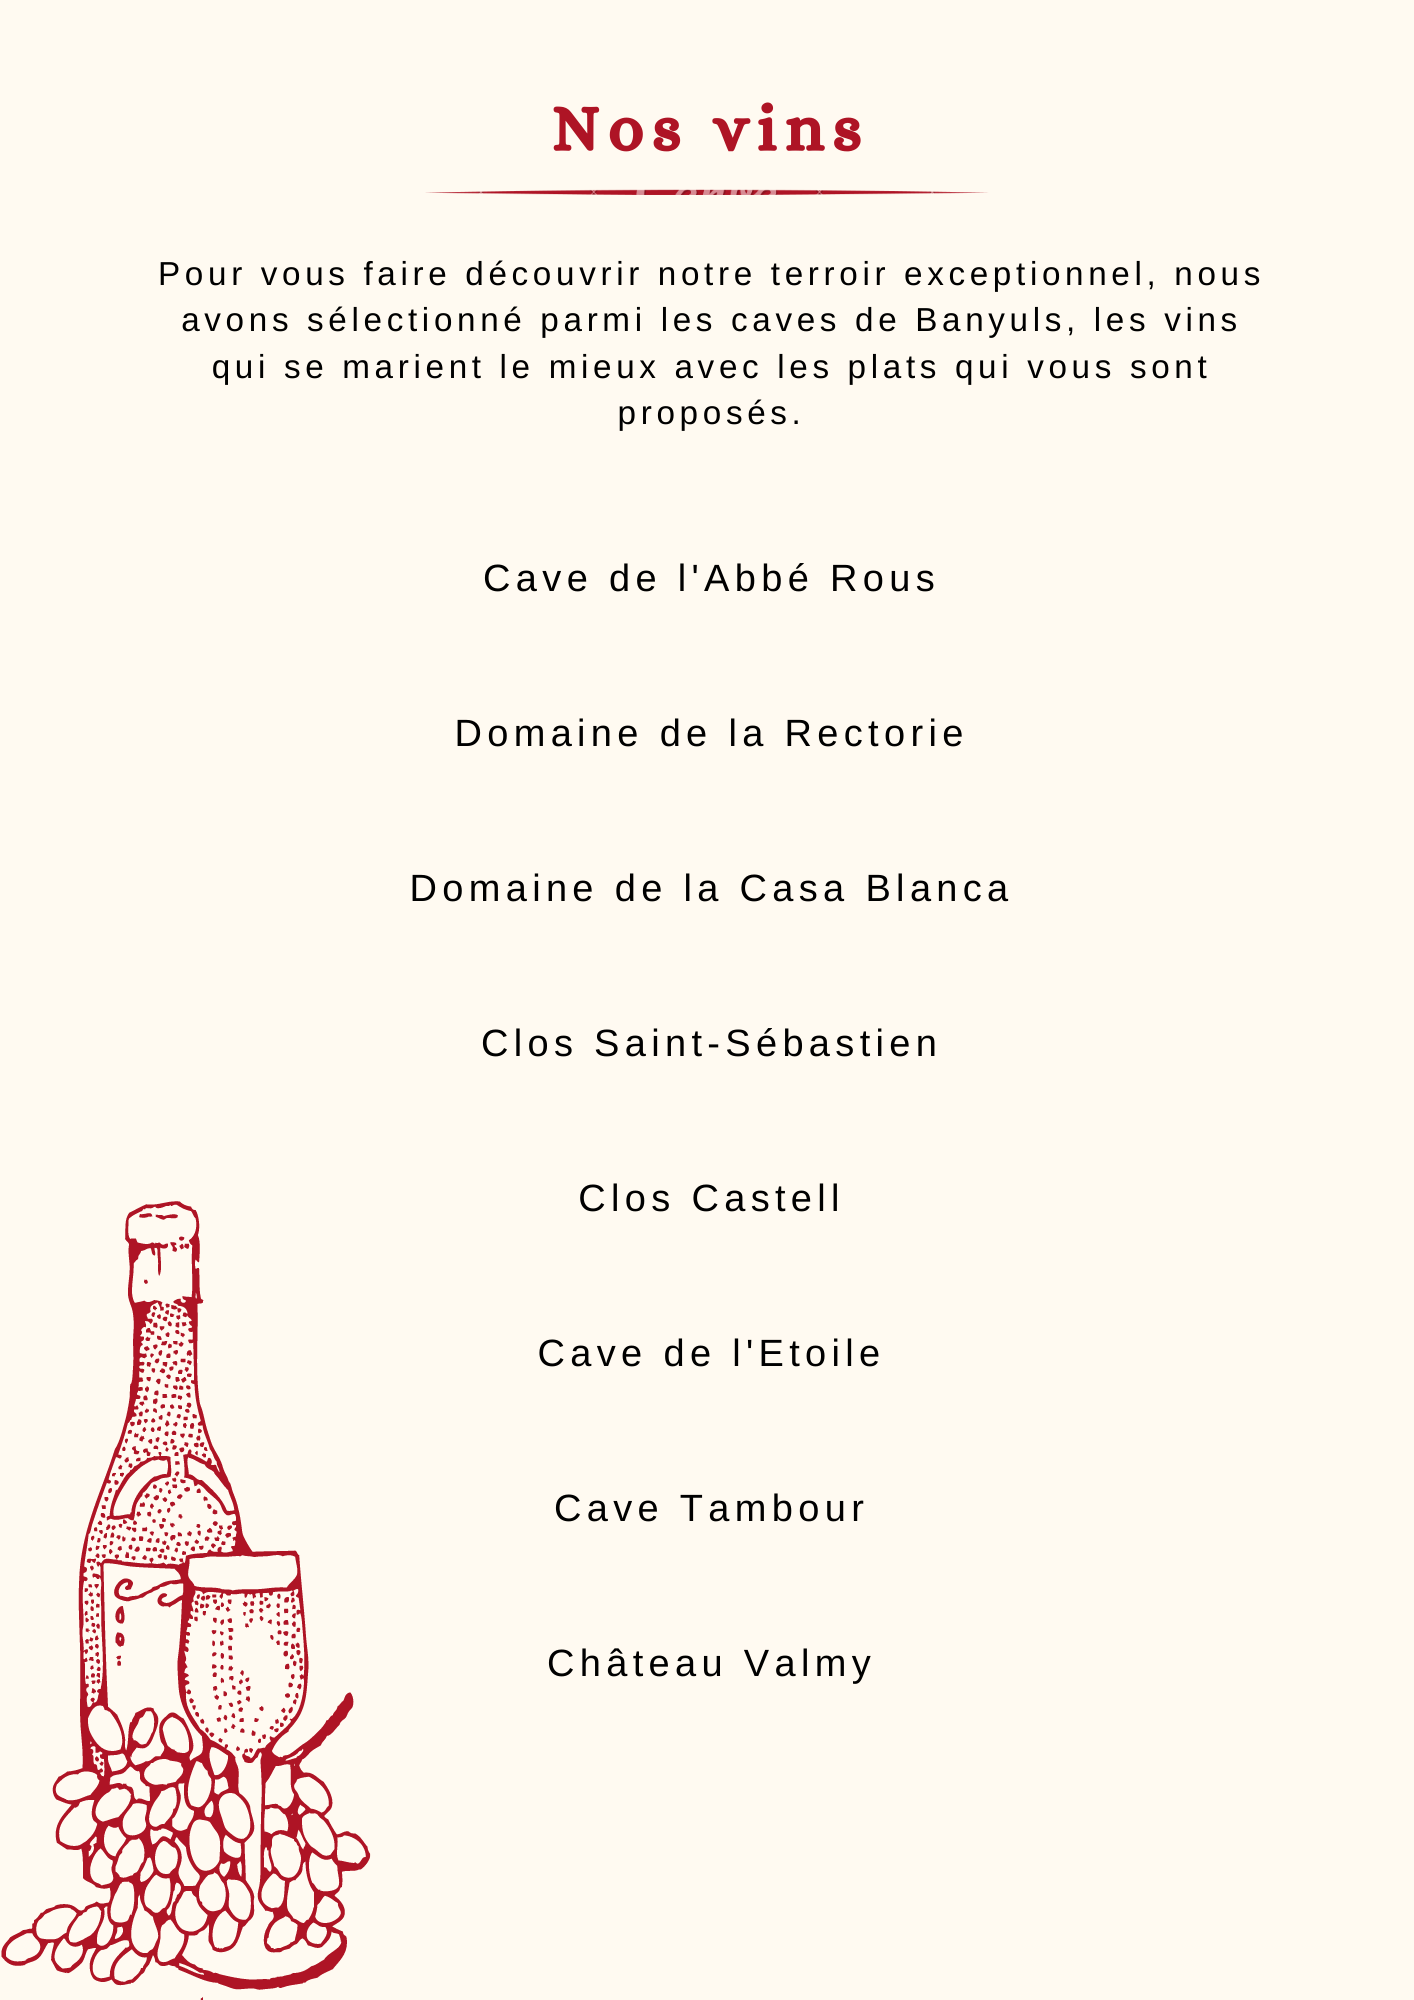 Nos vins
Pour vous faire découvrir notre terroir exceptionnel, nous
avons sélectionné parmi les caves de Banyuls, les vins
qui se marient le mieux avec les plats qui vous sont
proposés.
Cave de l'Abbé Rous
Domaine de la Rectorie
Domaine de la Casa Blanca
Clos Saint-Sébastien
Clos Castell
Cave de l'Etoile
Cave Tambour
Château Valmy